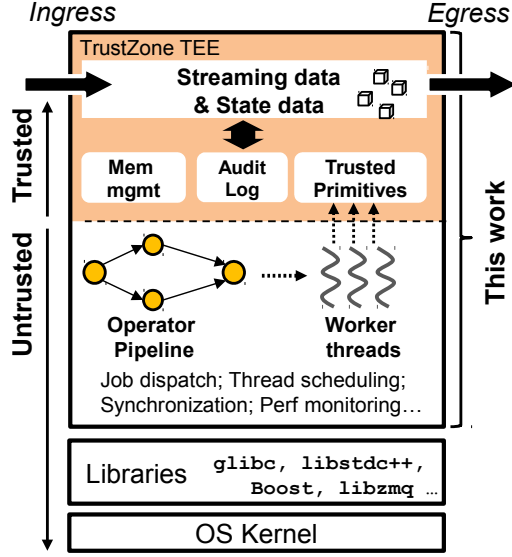 Ingress
Egress
TrustZone TEE
Streaming data
& State data
Mem
mgmt
Audit
Log
Trusted
Primitives
Trusted
Untrusted
This work
Operator
Pipeline
Worker
threads
Job dispatch; Thread scheduling;
Synchronization; Perf monitoring…
Libraries
glibc, libstdc++,
Boost, libzmq …
OS Kernel